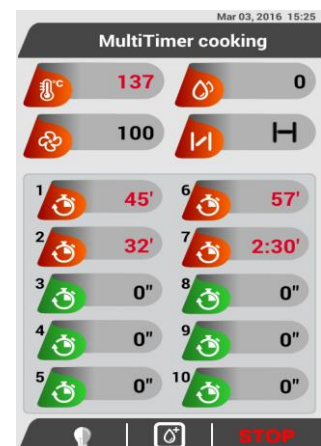 Mar 03, 2016 15:25
MultiTimer cooking
°C 137 0
100
1 45' 6 57'
2 32' 7 2:30'
3 0" 8 0"
4 0" 9 0"
5 0" 10 0"
STOP